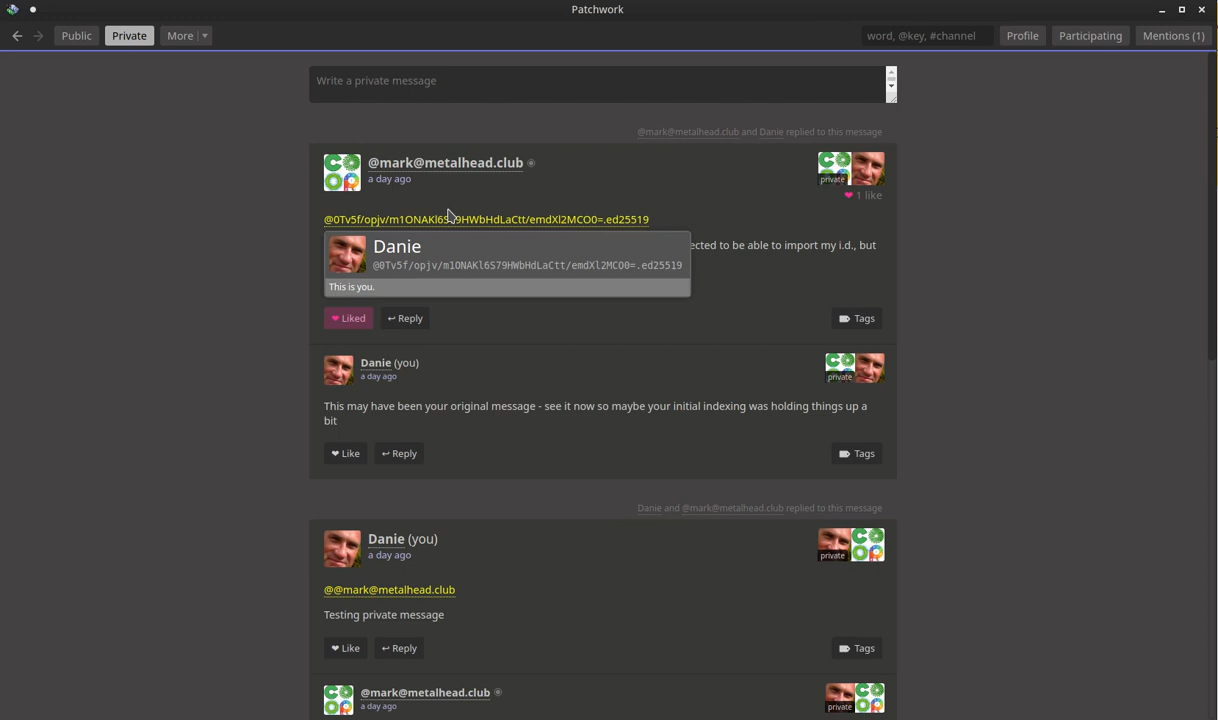 Patchwork
Public Private More word, @key, #channel Profile Participating Mentions (1)
Write a private message
@mark@metalhead.club and Danie replied to this message
@mark@metalhead.club
a day ago
private
1 like
@0Tv5f/opjv/m1ONAKl6S79HWbHdLaCtt/emdXl2MCO0=.ed25519
ected to be able to import my i.d., but
Danie
@0Tv5f/opjv/m1ONAKl6S79HWbHdLaCtt/emdXl2MCO0=.ed25519
This is you.
Liked Reply Tags
Danie (you)
a day ago
private
This may have been your original message - see it now so maybe your initial indexing was holding things up a
bit
Like Reply Tags
Danie and @mark@metalhead.club replied to this message
Danie (you)
a day ago
private
@@mark@metalhead.club
Testing private message
Like Reply Tags
@mark@metalhead.club
a day ago
private